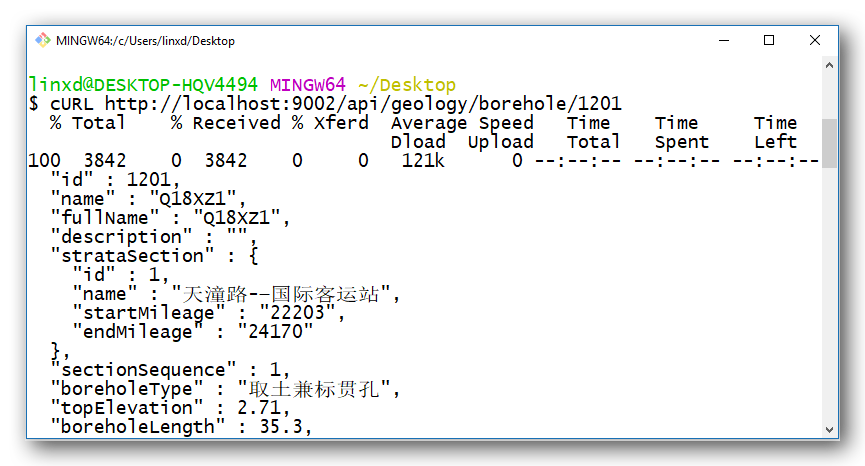 MINGW64:/c/Users/linxd/Desktop
linxd@DESKTOP-HQV4494 MINGW64 ~/Desktop
$ cURL http://localhost:9002/api/geology/borehole/1201
  % Total    % Received % Xferd  Average Speed   Time    Time     Time
                                 Dload  Upload   Total   Spent    Left
100  3842    0  3842    0     0   121k      0 --:--:-- --:--:-- --:--:--
  "id" : 1201,
  "name" : "Q18XZ1",
  "fullName" : "Q18XZ1",
  "description" : "",
  "strataSection" : {
    "id" : 1,
    "name" : "天潼路--国际客运站",
    "startMileage" : "22203",
    "endMileage" : "24170"
  },
  "sectionSequence" : 1,
  "boreholeType" : "取土兼标贯孔",
  "topElevation" : 2.71,
  "boreholeLength" : 35.3,